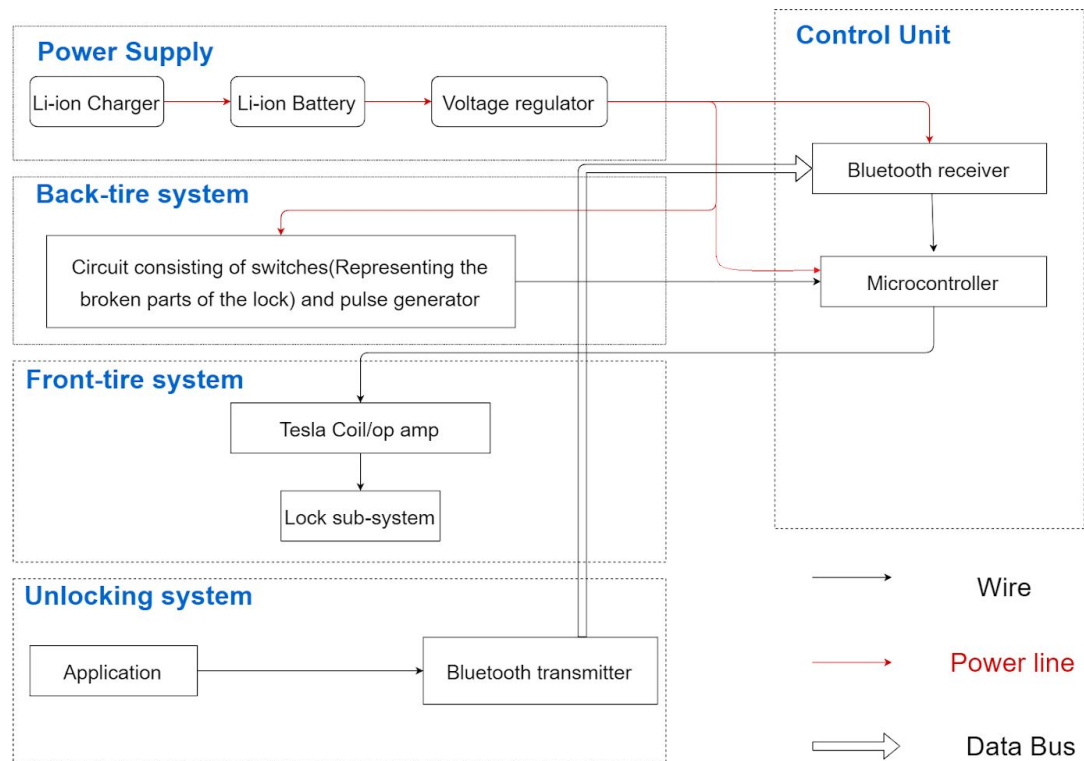 Power Supply
Li-ion Charger
Li-ion Battery
Voltage regulator
Control Unit
Bluetooth receiver
Microcontroller
Back-tire system
Circuit consisting of switches(Representing the
broken parts of the lock) and pulse generator
Front-tire system
Tesla Coil/op amp
Lock sub-system
Unlocking system
Application
Bluetooth transmitter
Wire
Power line
Data Bus